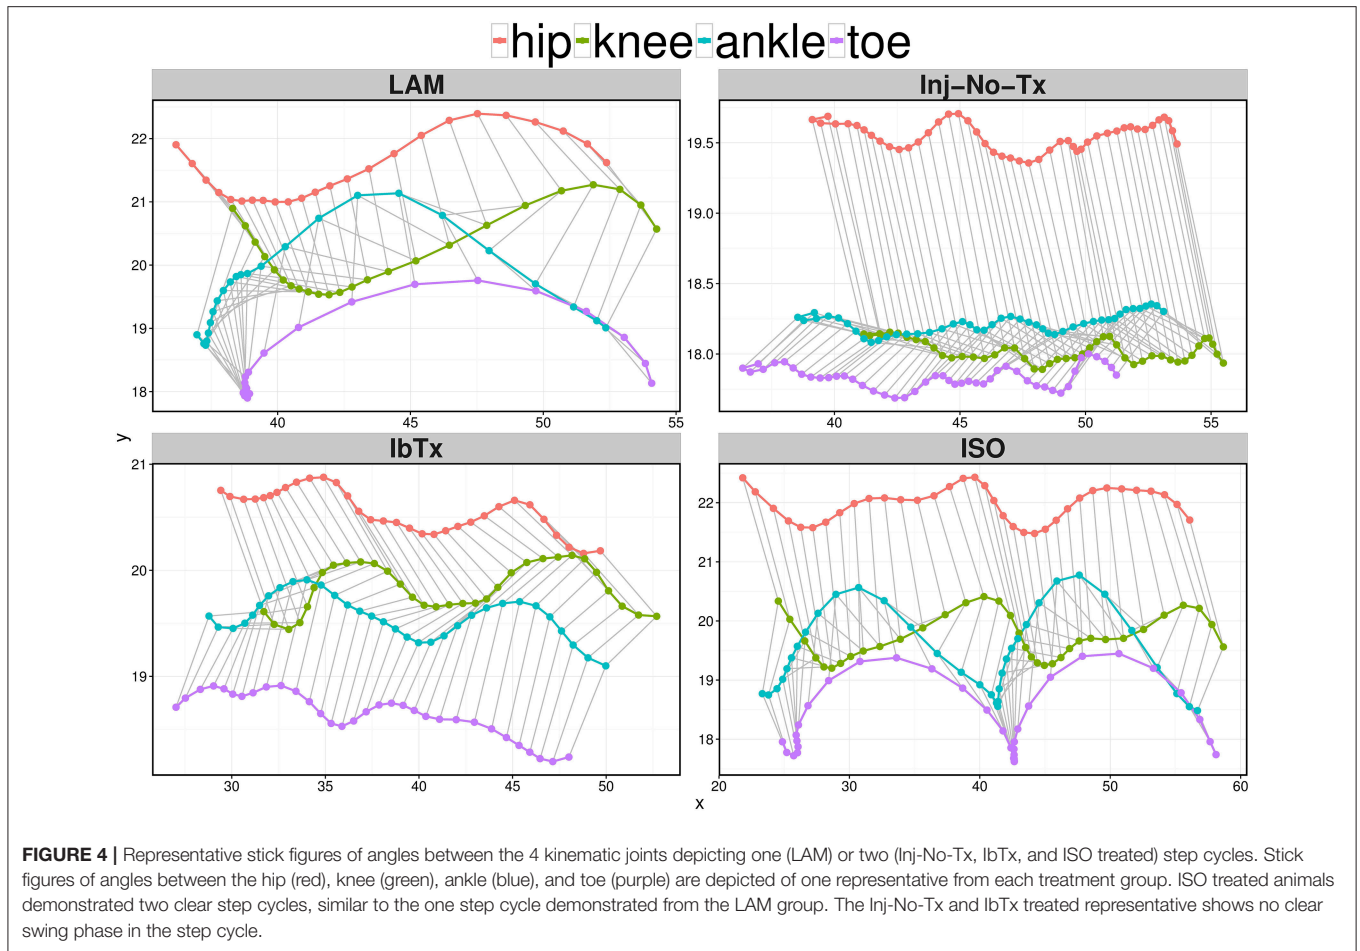 hip knee ankle toe
LAM
22
21
20
19
18
40 45 50 55
Inj−No−Tx
19.5
19.0
18.5
18.0
40 45 50 55
y
IbTx
21
20
19
30 35 40 45 50
ISO
22
21
20
19
18
20 30 40 50 60
x
FIGURE 4 | Representative stick figures of angles between the 4 kinematic joints depicting one (LAM) or two (Inj-No-Tx, IbTx, and ISO treated) step cycles. Stick
figures of angles between the hip (red), knee (green), ankle (blue), and toe (purple) are depicted of one representative from each treatment group. ISO treated animals
demonstrated two clear step cycles, similar to the one step cycle demonstrated from the LAM group. The Inj-No-Tx and IbTx treated representative shows no clear
swing phase in the step cycle.